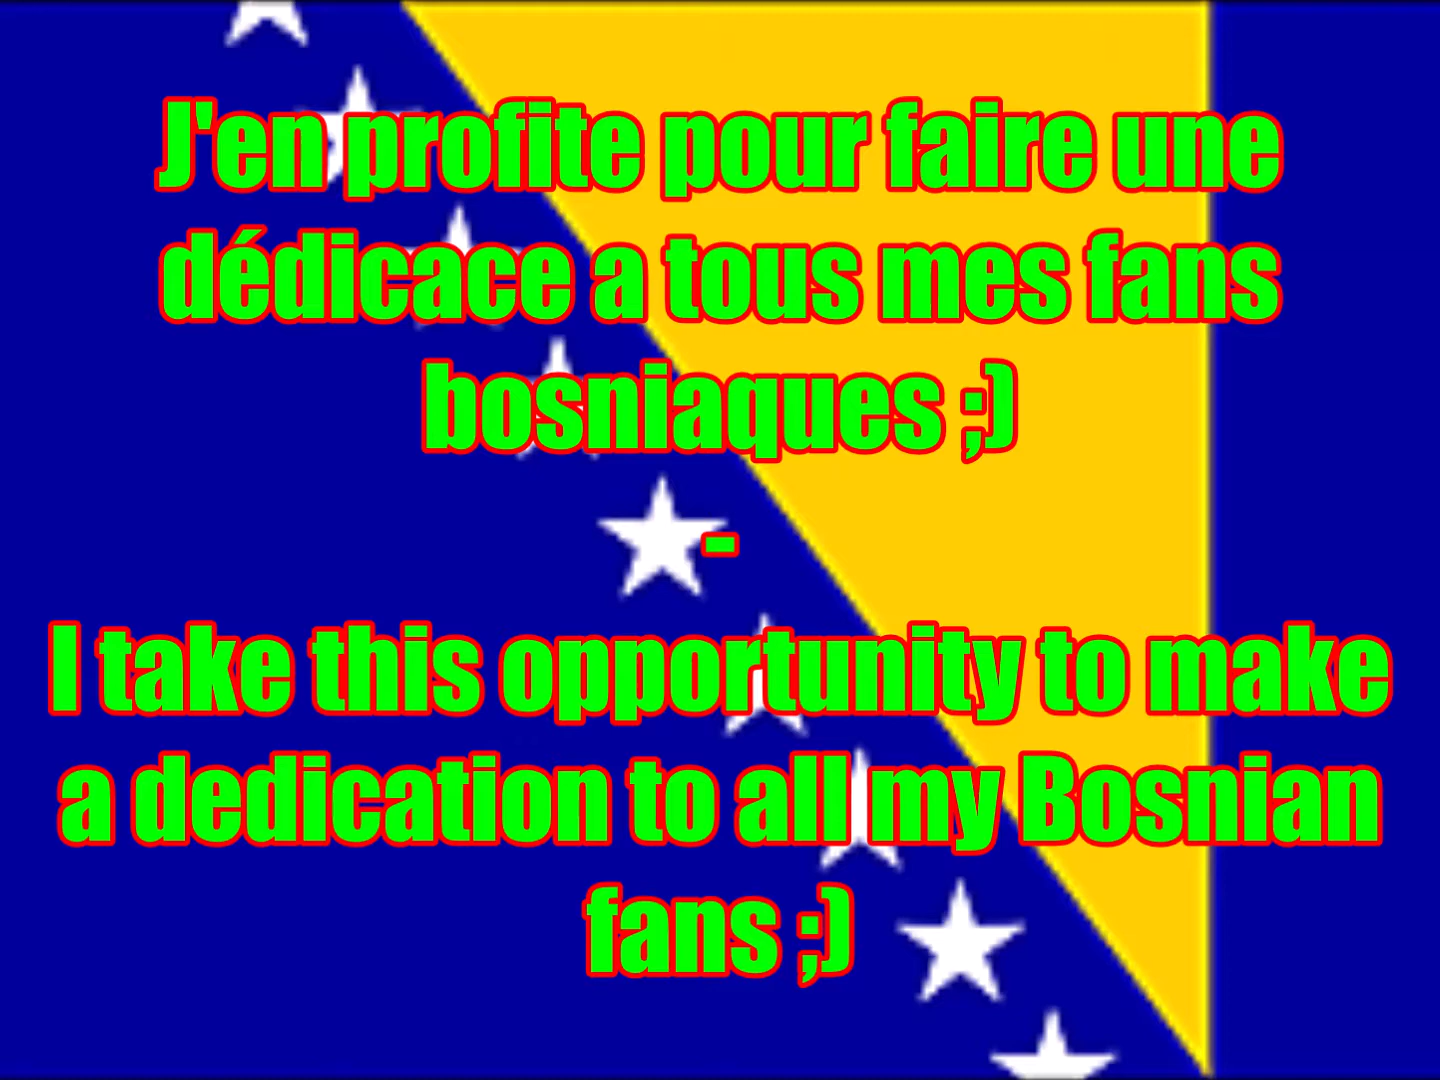 J'en profite pour faire une
dédicace a tous mes fans
bosniaques ;)
-
I take this opportunity to make
a dedication to all my Bosnian
fans ;)